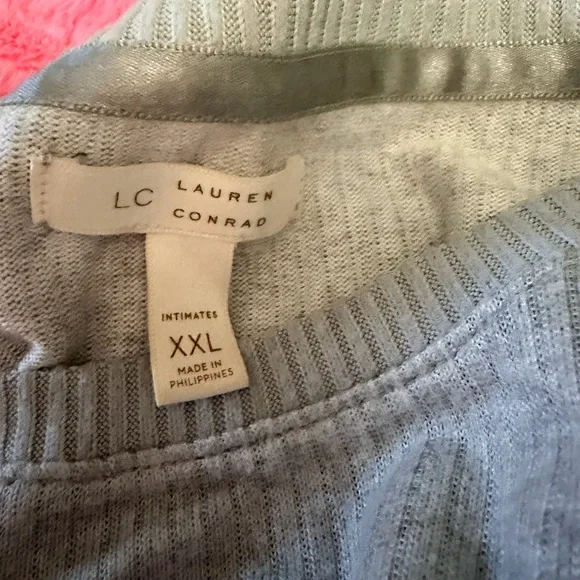 LC LAUREN
CONRAD
INTIMATES
XXL
MADE IN
PHILIPPINES